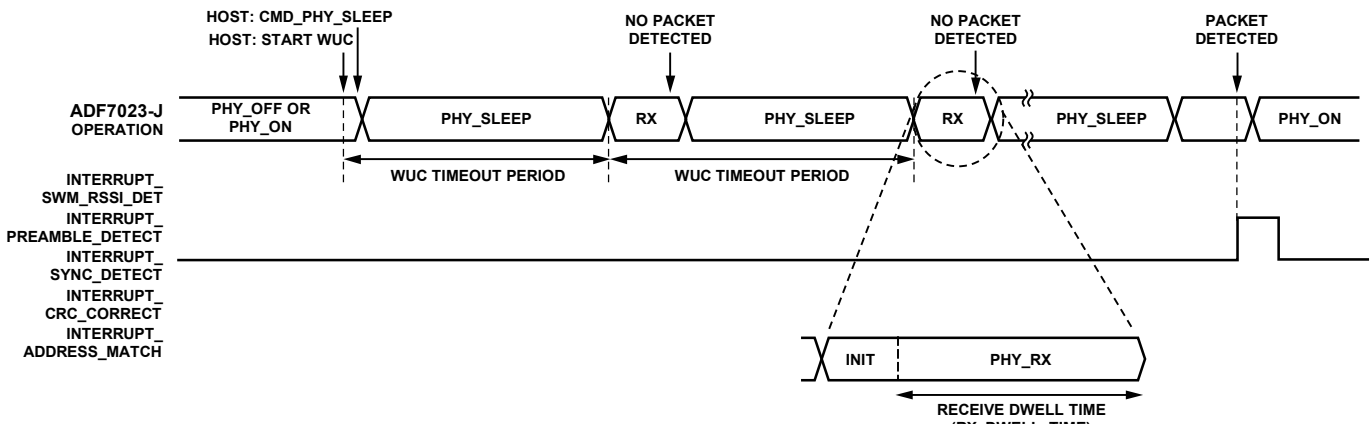 HOST: CMD_PHY_SLEEP
HOST: START WUC
NO PACKET
DETECTED
NO PACKET
DETECTED
PACKET
DETECTED
ADF7023-J
OPERATION
PHY_OFF OR
PHY_ON
PHY_SLEEP
RX
PHY_SLEEP
RX
PHY_SLEEP
PHY_ON
WUC TIMEOUT PERIOD
WUC TIMEOUT PERIOD
INTERRUPT_
SWM_RSSI_DET
INTERRUPT_
PREAMBLE_DETECT
INTERRUPT_
SYNC_DETECT
INTERRUPT_
CRC_CORRECT
INTERRUPT_
ADDRESS_MATCH
INIT
PHY_RX
RECEIVE DWELL TIME
(RX_DWELL_TIME)